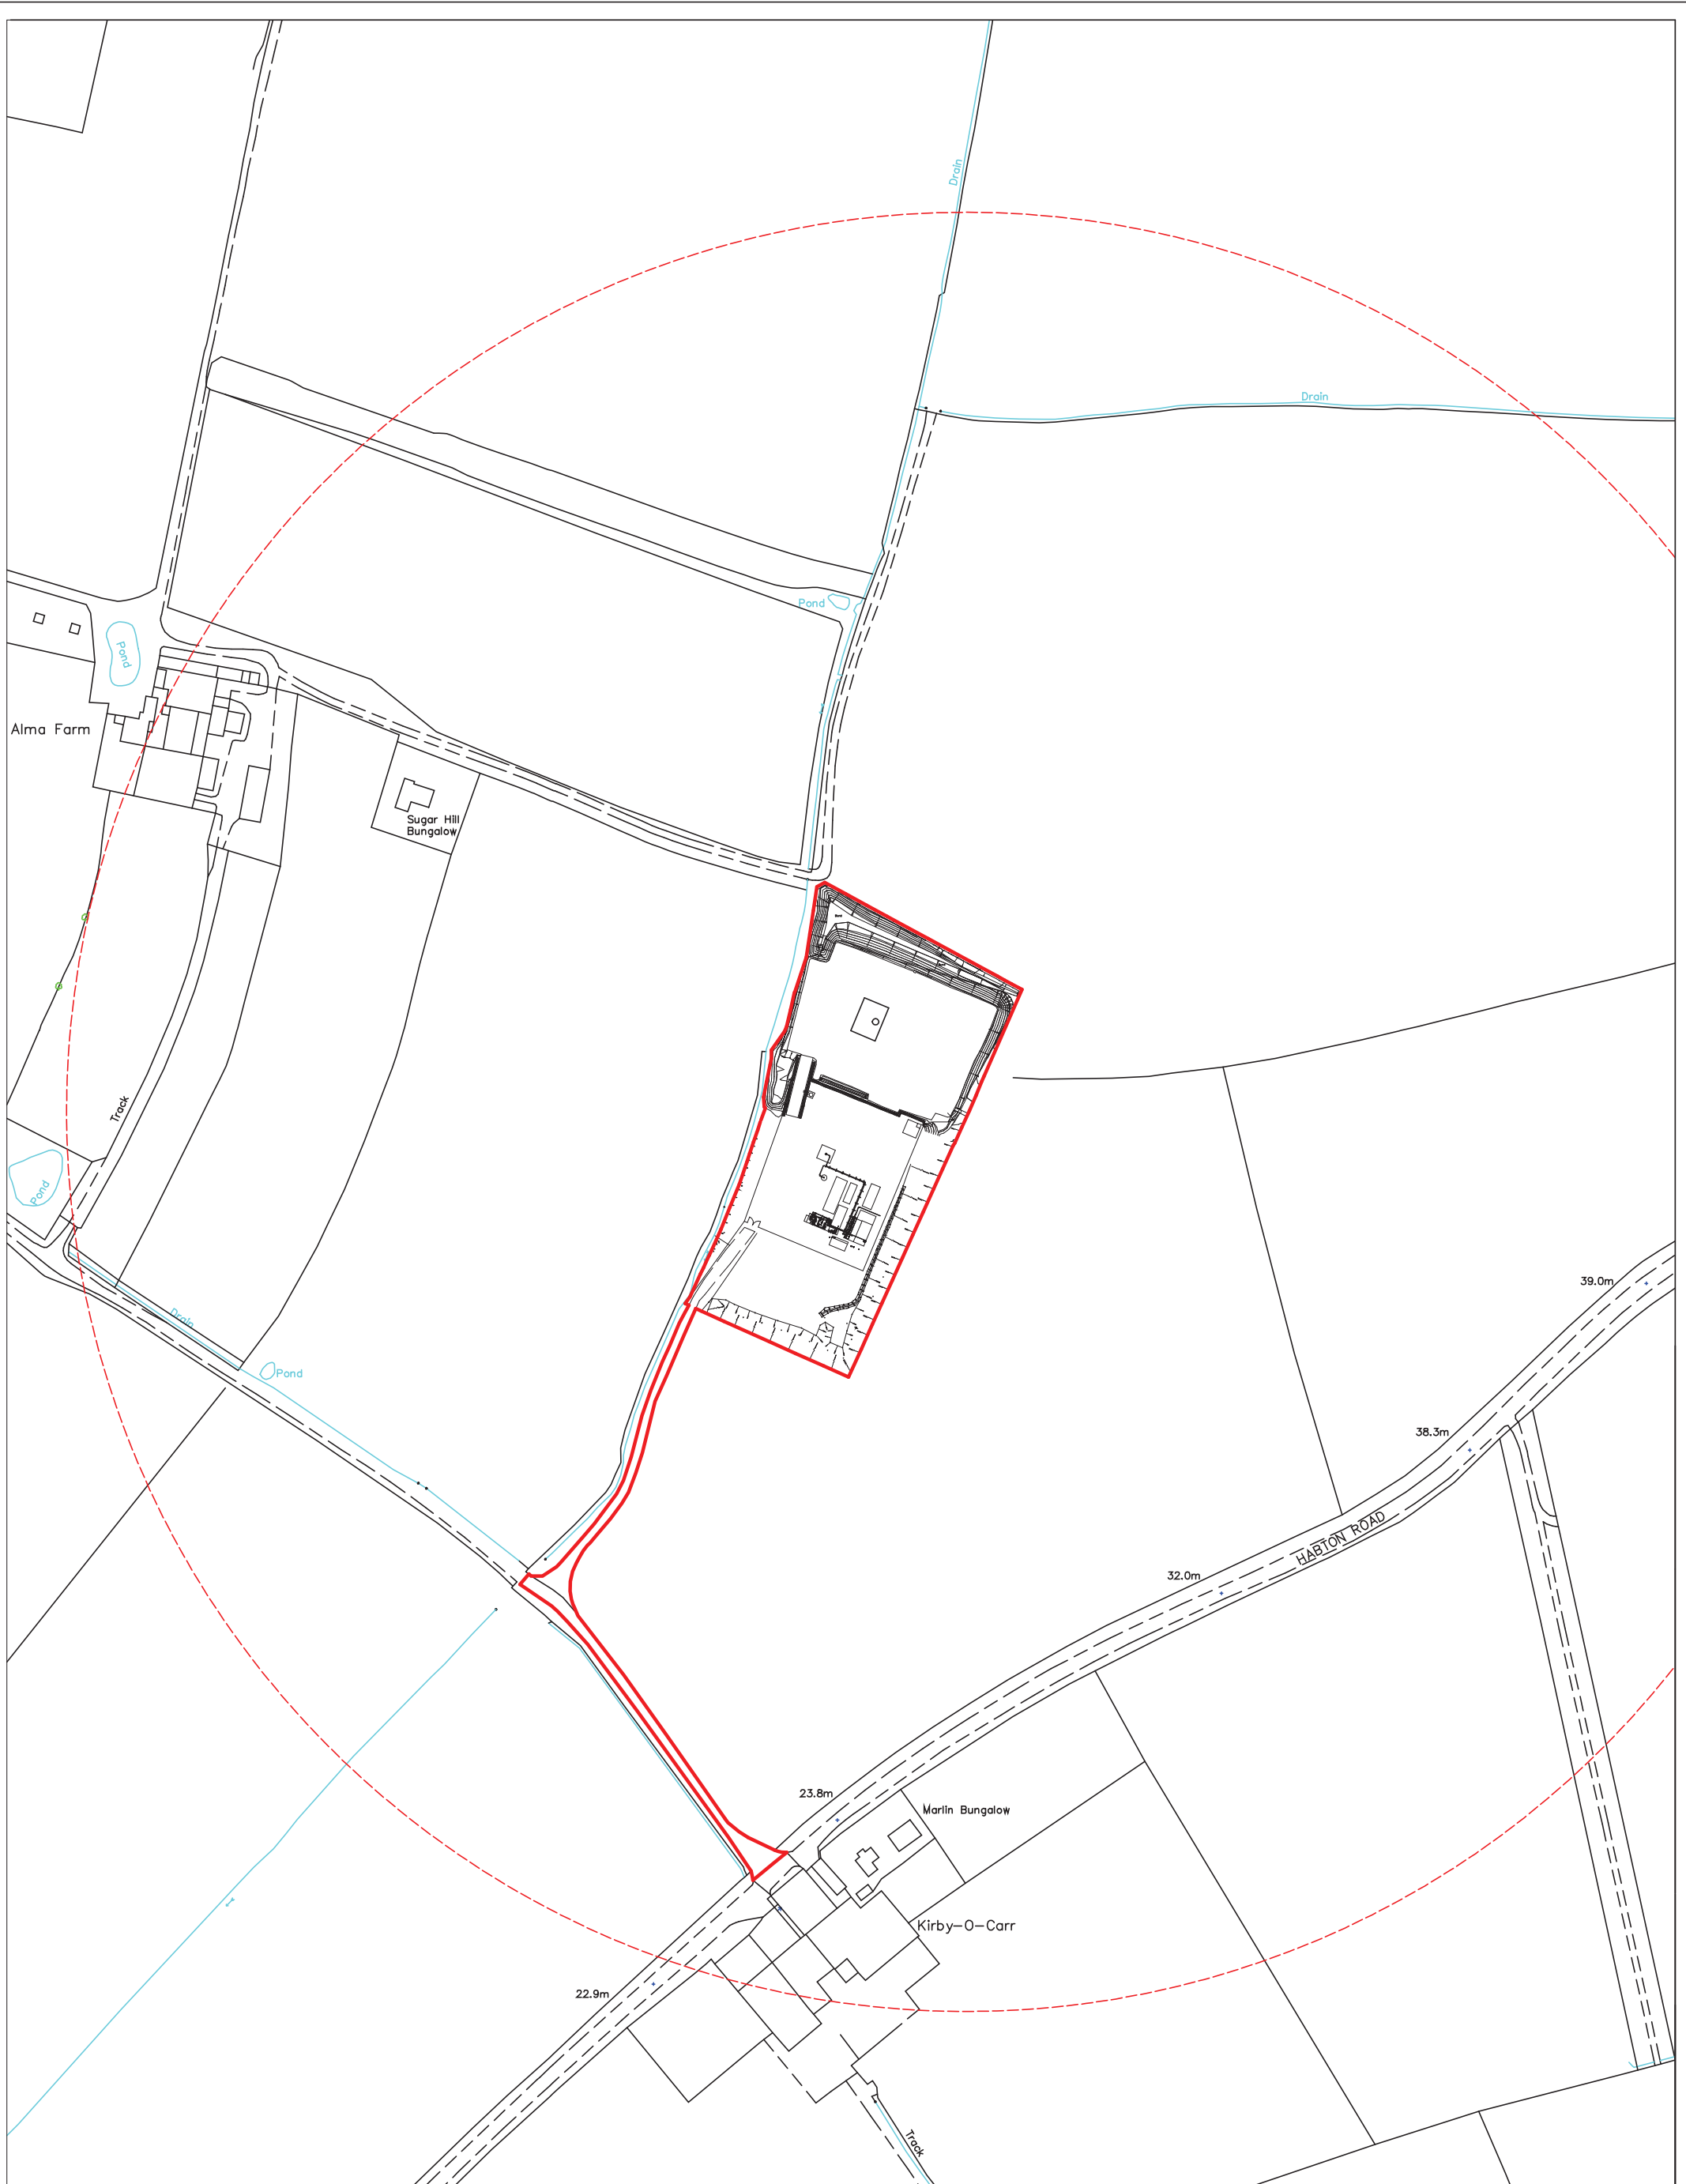 Drain
Drain
Pond
Pond
Alma Farm
Sugar Hill
Bungalow
Track
Pond
39.0m
Drain
Pond
38.3m
HABTON ROAD
32.0m
23.8m
Marlin Bungalow
Kirby-O-Carr
22.9m
Track